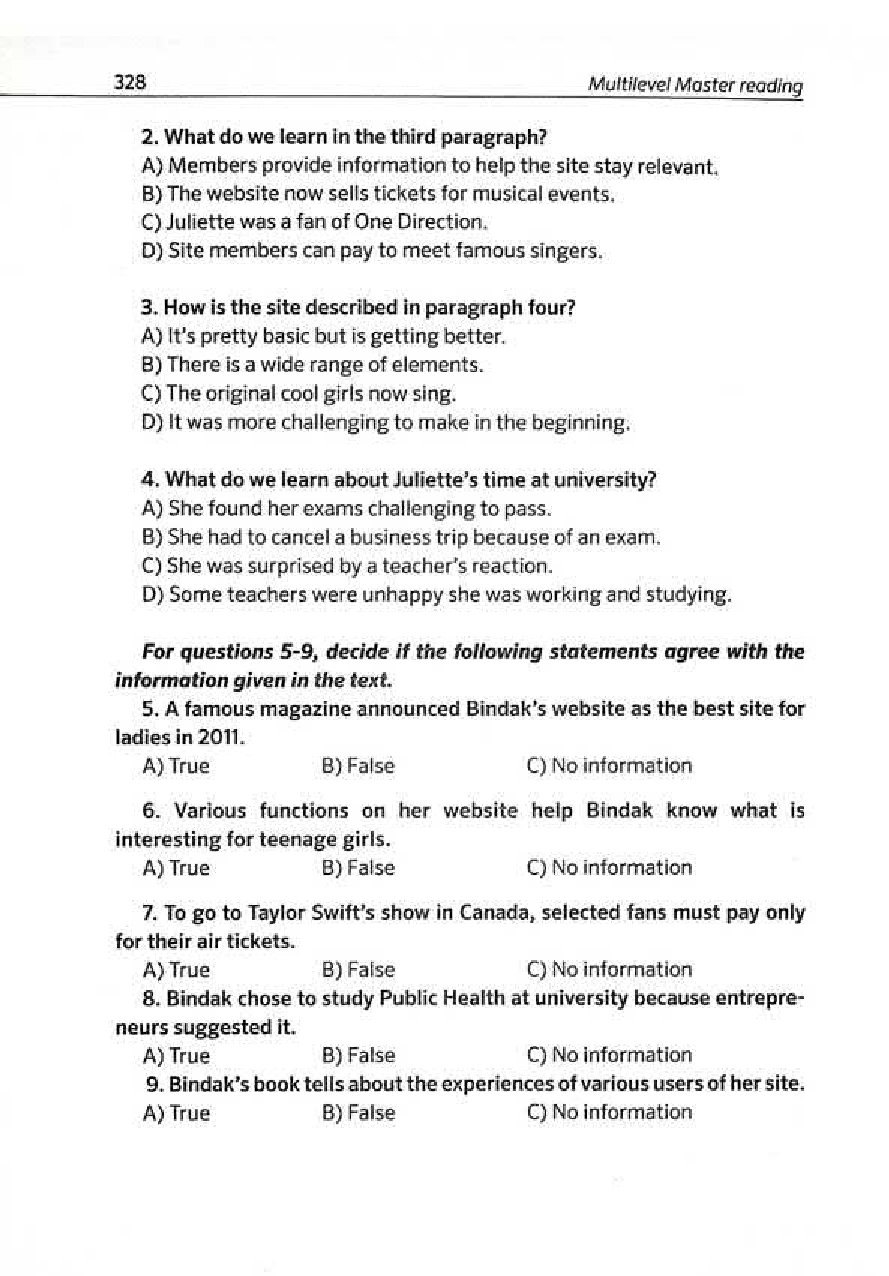 328
Multilevel Master reading
2. What do we learn in the third paragraph?
A) Members provide information to help the site stay relevant.
B) The website now sells tickets for musical events.
C) Juliette was a fan of One Direction.
D) Site members can pay to meet famous singers.
3. How is the site described in paragraph four?
A) It's pretty basic but is getting better.
B) There is a wide range of elements.
C) The original cool girls now sing.
D) It was more challenging to make in the beginning.
4. What do we learn about Juliette's time at university?
A) She found her exams challenging to pass.
B) She had to cancel a business trip because of an exam.
C) She was surprised by a teacher's reaction.
D) Some teachers were unhappy she was working and studying.
For questions 5-9, decide if the following statements agree with the
information given in the text.
5. A famous magazine announced Bindak's website as the best site for
ladies in 2011.
A) True B) False C) No information
6. Various functions on her website help Bindak know what is
interesting for teenage girls.
A) True B) False C) No information
7. To go to Taylor Swift's show in Canada, selected fans must pay only
for their air tickets.
A) True B) False C) No information
8. Bindak chose to study Public Health at university because entrepre-
neurs suggested it.
A) True B) False C) No information
9. Bindak's book tells about the experiences of various users of her site.
A) True B) False C) No information